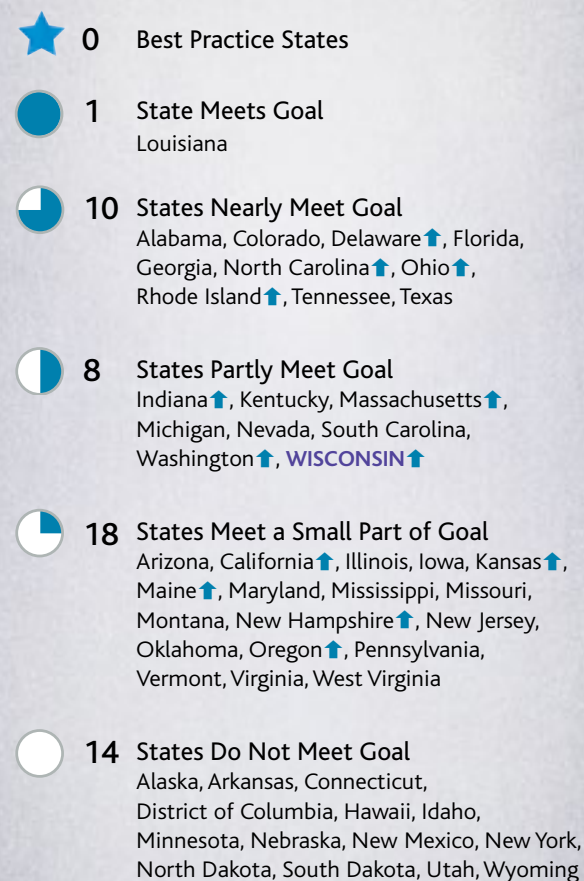 0 Best Practice States
1 State Meets Goal
Louisiana
10 States Nearly Meet Goal
Alabama, Colorado, Delaware⬆, Florida,
Georgia, North Carolina⬆, Ohio⬆,
Rhode Island⬆, Tennessee, Texas
8 States Partly Meet Goal
Indiana⬆, Kentucky, Massachusetts⬆,
Michigan, Nevada, South Carolina,
Washington⬆, WISCONSIN⬆
18 States Meet a Small Part of Goal
Arizona, California⬆, Illinois, Iowa, Kansas⬆,
Maine⬆, Maryland, Mississippi, Missouri,
Montana, New Hampshire⬆, New Jersey,
Oklahoma, Oregon⬆, Pennsylvania,
Vermont, Virginia, West Virginia
14 States Do Not Meet Goal
Alaska, Arkansas, Connecticut,
District of Columbia, Hawaii, Idaho,
Minnesota, Nebraska, New Mexico, New York,
North Dakota, South Dakota, Utah, Wyoming